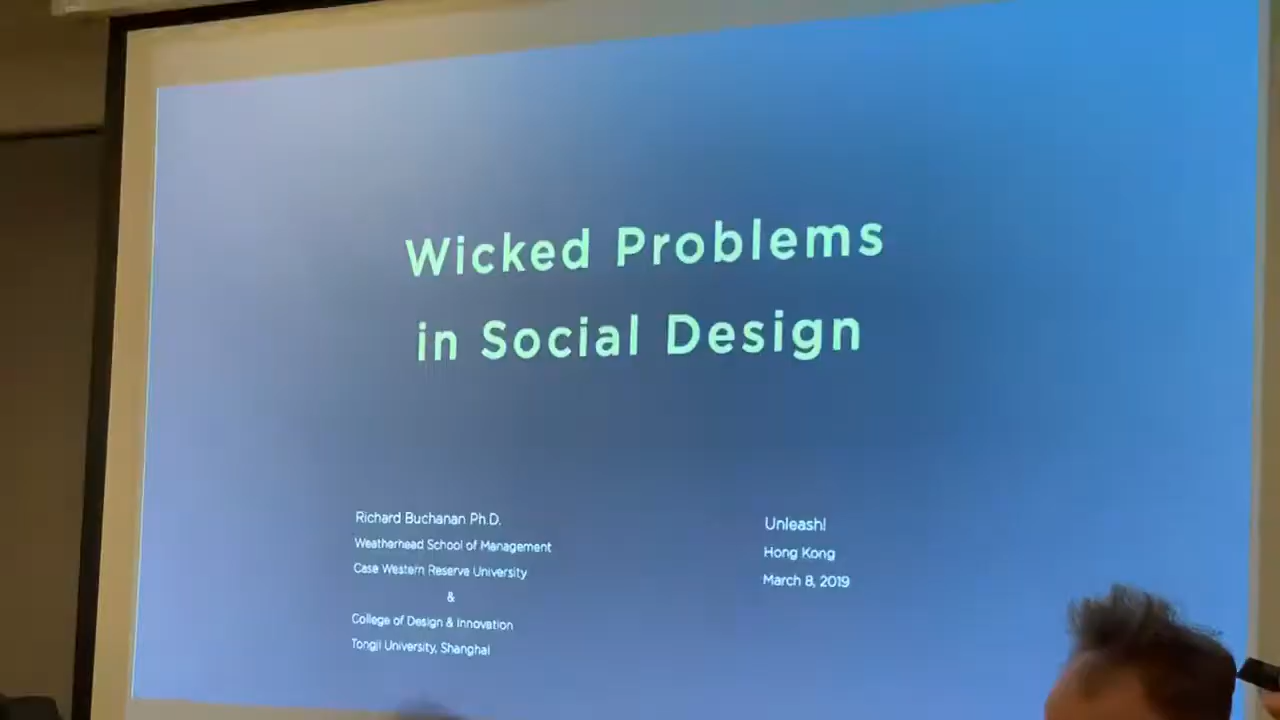 Wicked Problems
in Social Design
Richard Buchanan Ph.D.
Weatherhead School of Management
Case Western Reserve University
&
College of Design & Innovation
Tongji University, Shanghai
Unleash!
Hong Kong
March 8, 2019